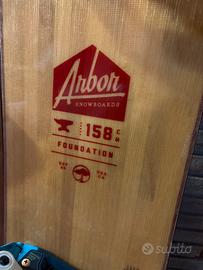 Arbor
SNOWBOARDS
158 CM
FOUNDATION
subito